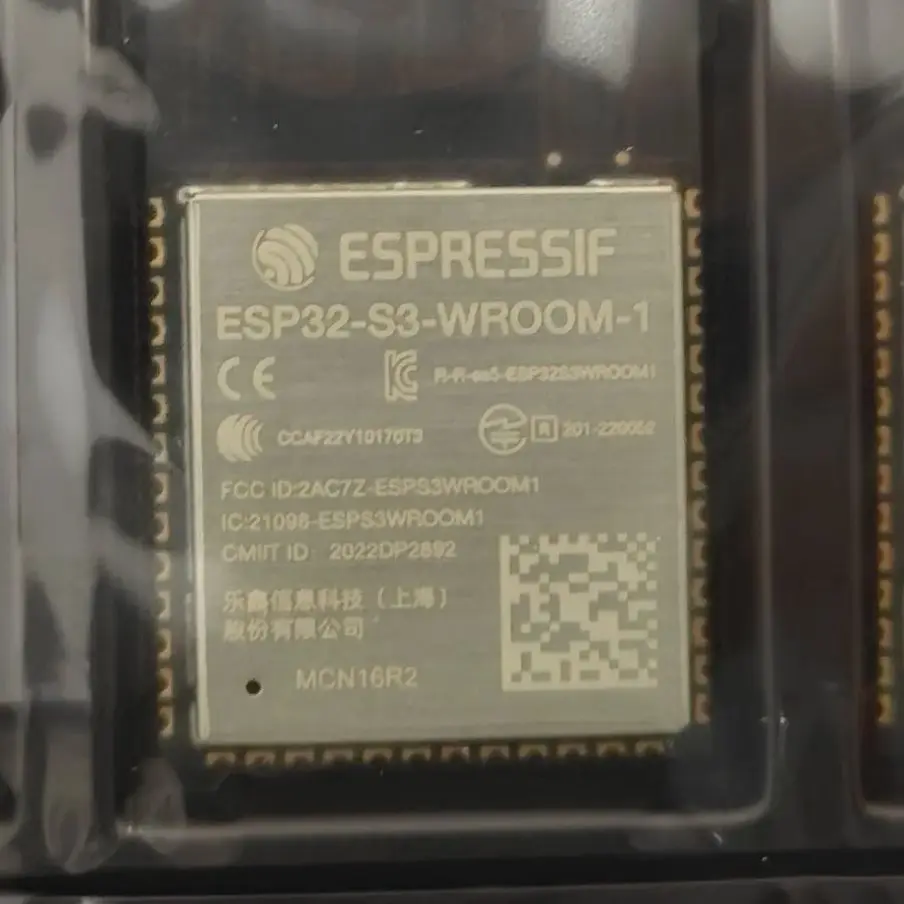 ESPRESSIF
ESP32-S3-WROOM-1
CE R-R-es5-ESP32S3WROOM1
CCAF22Y10170T3 R 201-220052
FCC ID:2AC7Z-ESPS3WROOM1
IC:21098-ESPS3WROOM1
CMIIT ID 2022DP2892
乐鑫信息科技(上海)
股份有限公司
MCN16R2